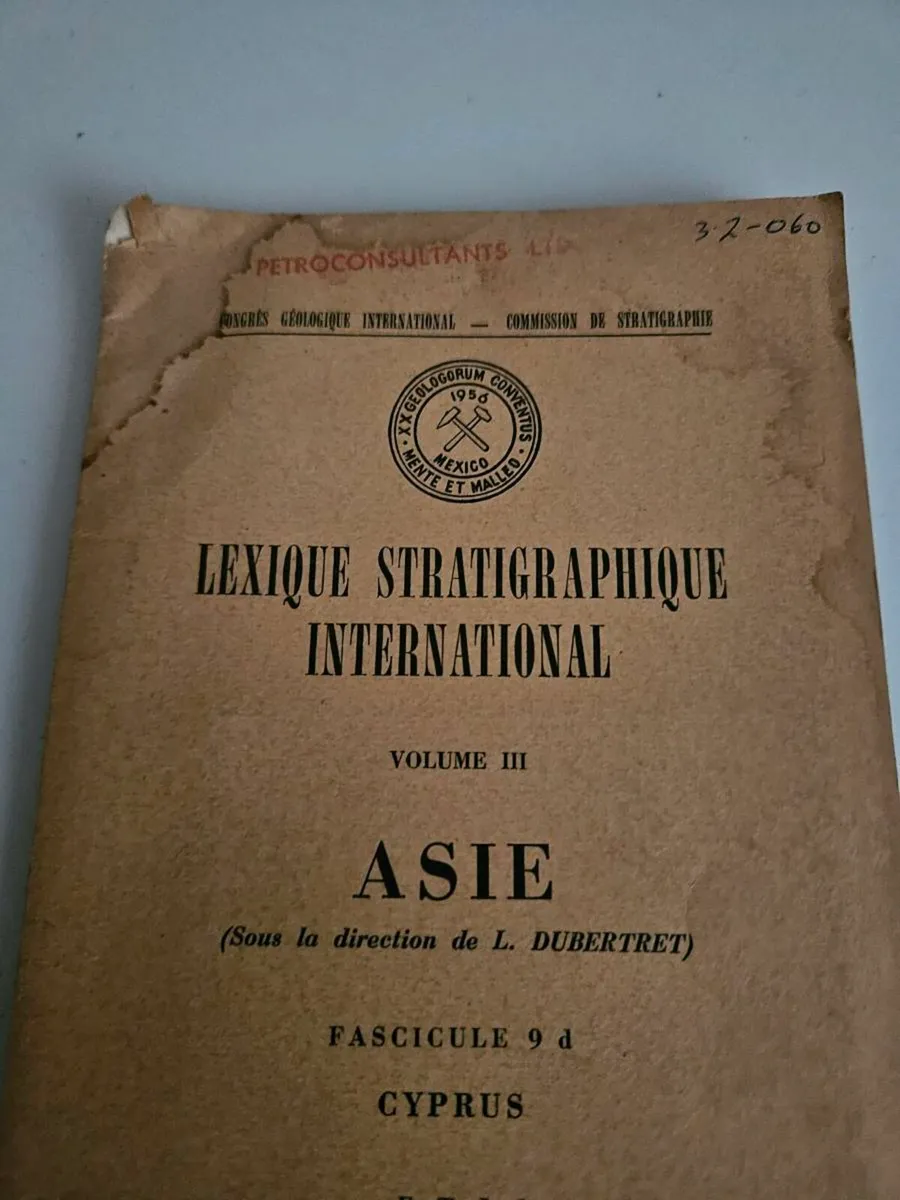 3·2-060
PETROCONSULTANTS
CONGRÈS GÉOLOGIQUE INTERNATIONAL — COMMISSION DE STRATIGRAPHIE
XX GEOLOGORUM CONVENTUS
1956
MEXICO
· MENTE ET MALLEO ·
LEXIQUE STRATIGRAPHIQUE
INTERNATIONAL
VOLUME III
ASIE
(Sous la direction de L. DUBERTRET)
FASCICULE 9 d
CYPRUS